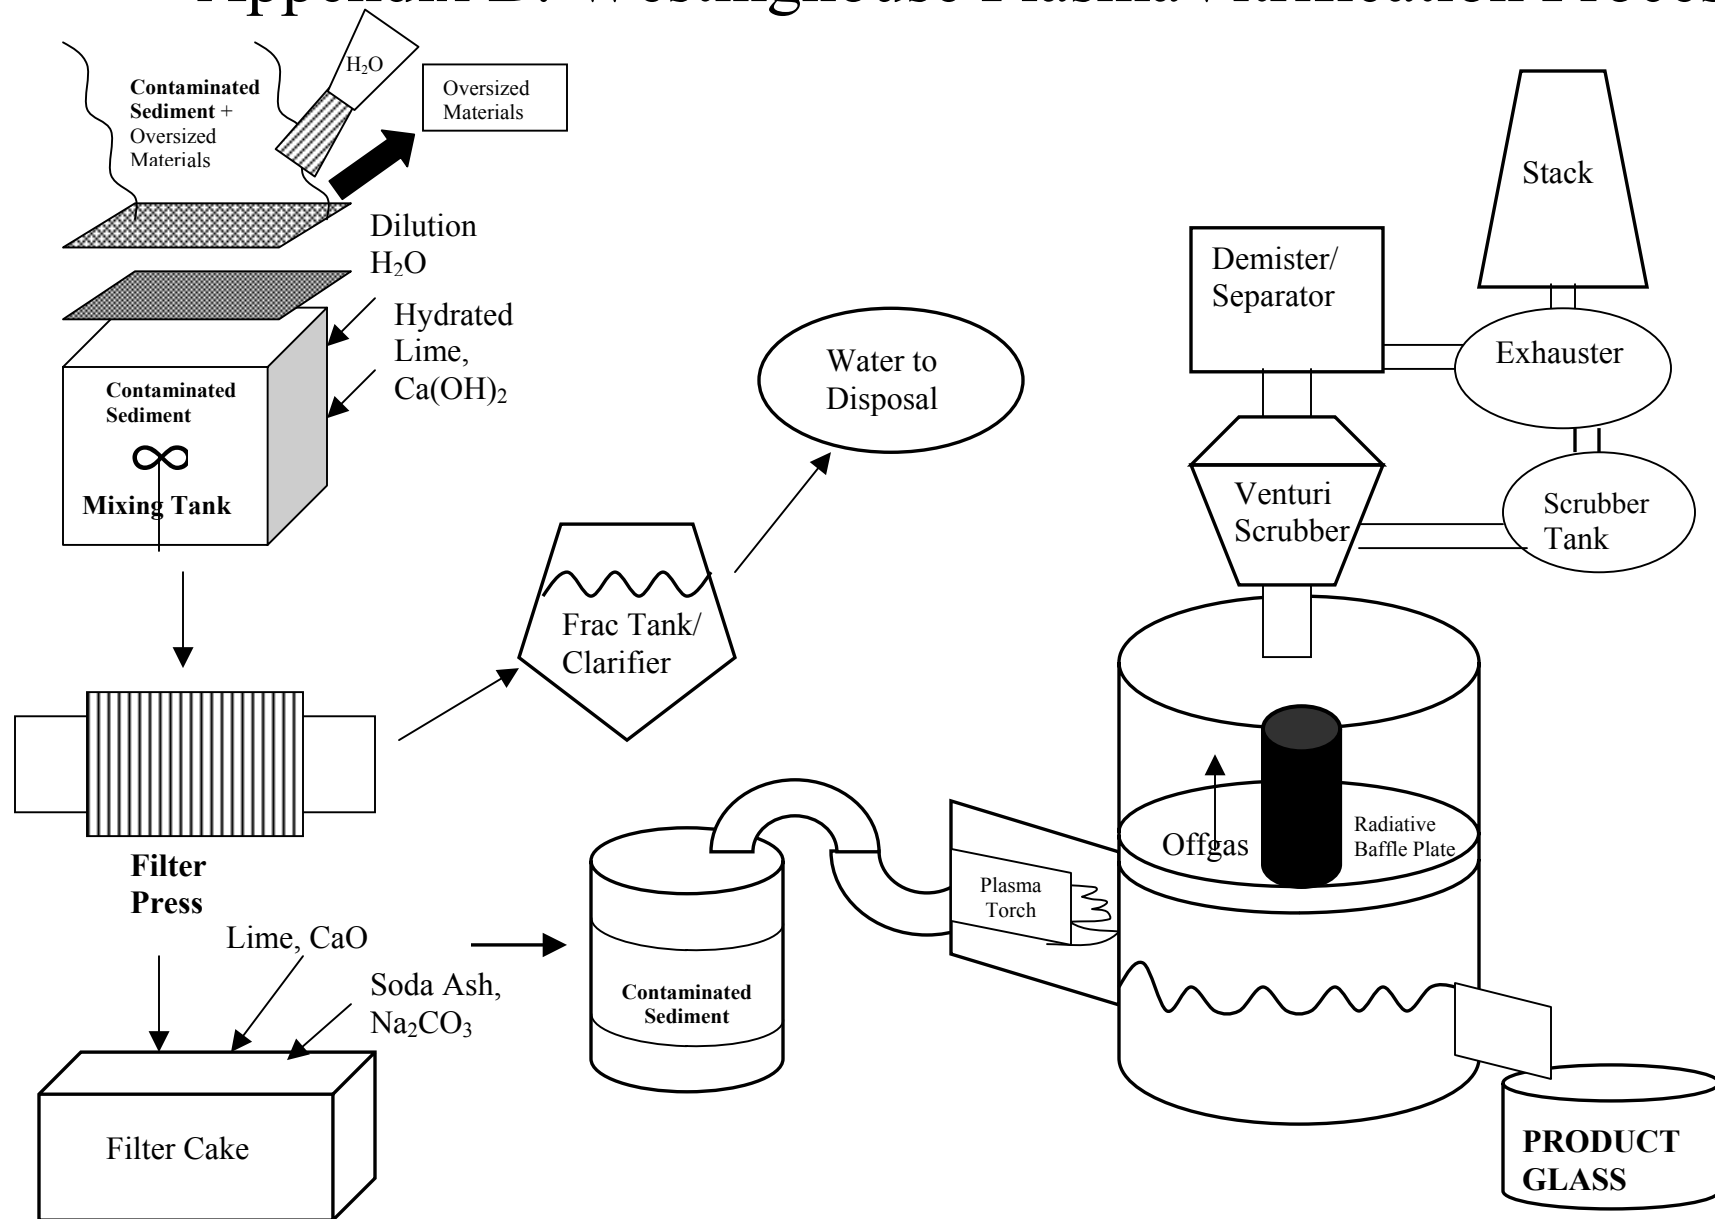 H₂O
Contaminated
Sediment +
Oversized
Materials
Oversized
Materials
Dilution
H₂O
Hydrated
Lime,
Ca(OH)₂
Contaminated
Sediment
Mixing Tank
Filter
Press
Lime, CaO
Soda Ash,
Na₂CO₃
Filter Cake
Frac Tank/
Clarifier
Water to
Disposal
Contaminated
Sediment
Plasma
Torch
Offgas
Radiative
Baffle Plate
Venturi
Scrubber
Demister/
Separator
Stack
Exhauster
Scrubber
Tank
PRODUCT
GLASS